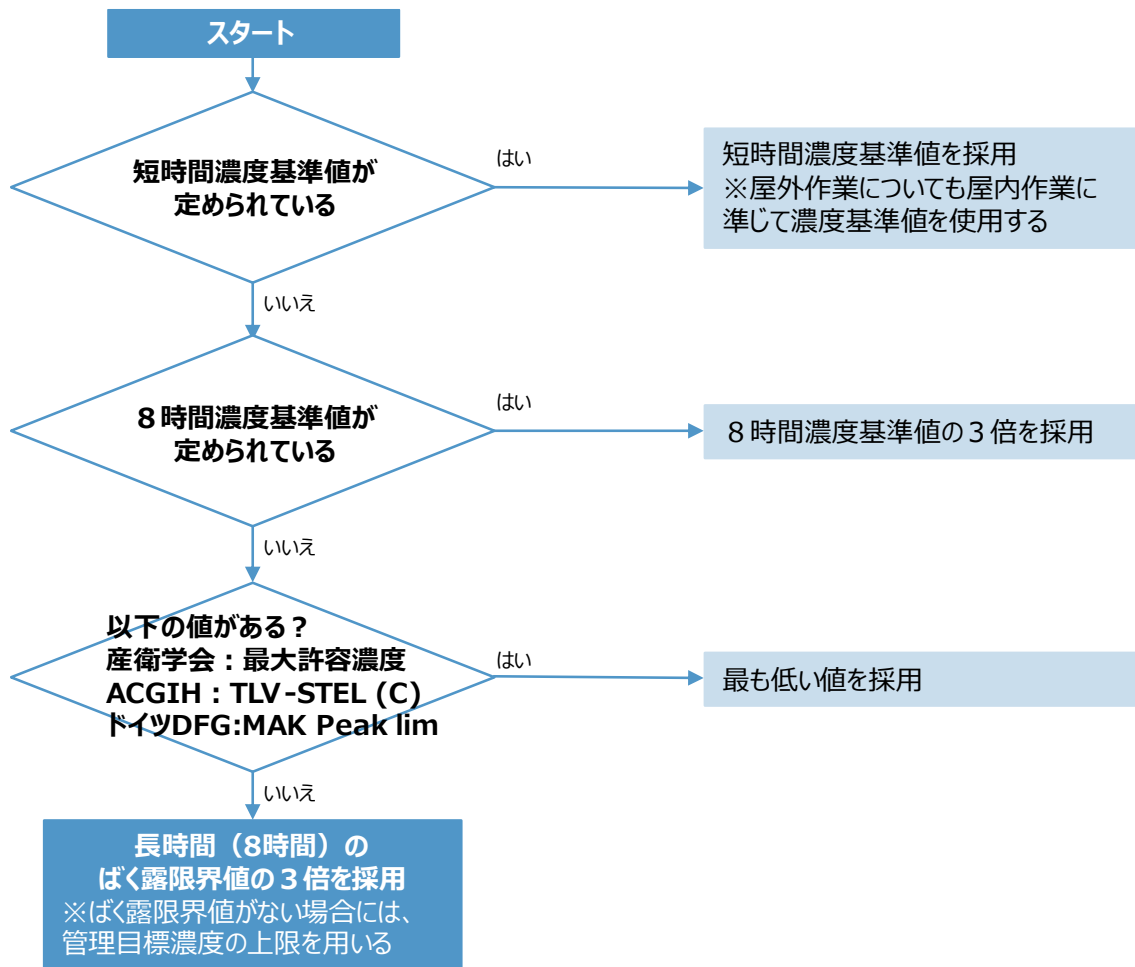 スタート
短時間濃度基準値が
定められている
はい
短時間濃度基準値を採用
※屋外作業についても屋内作業に
準じて濃度基準値を使用する
いいえ
８時間濃度基準値が
定められている
はい
８時間濃度基準値の３倍を採用
いいえ
以下の値がある？
産衛学会：最大許容濃度
ACGIH：TLV-STEL (C)
ドイツDFG:MAK Peak lim
はい
最も低い値を採用
いいえ
長時間（8時間）の
ばく露限界値の３倍を採用
※ばく露限界値がない場合には、
管理目標濃度の上限を用いる